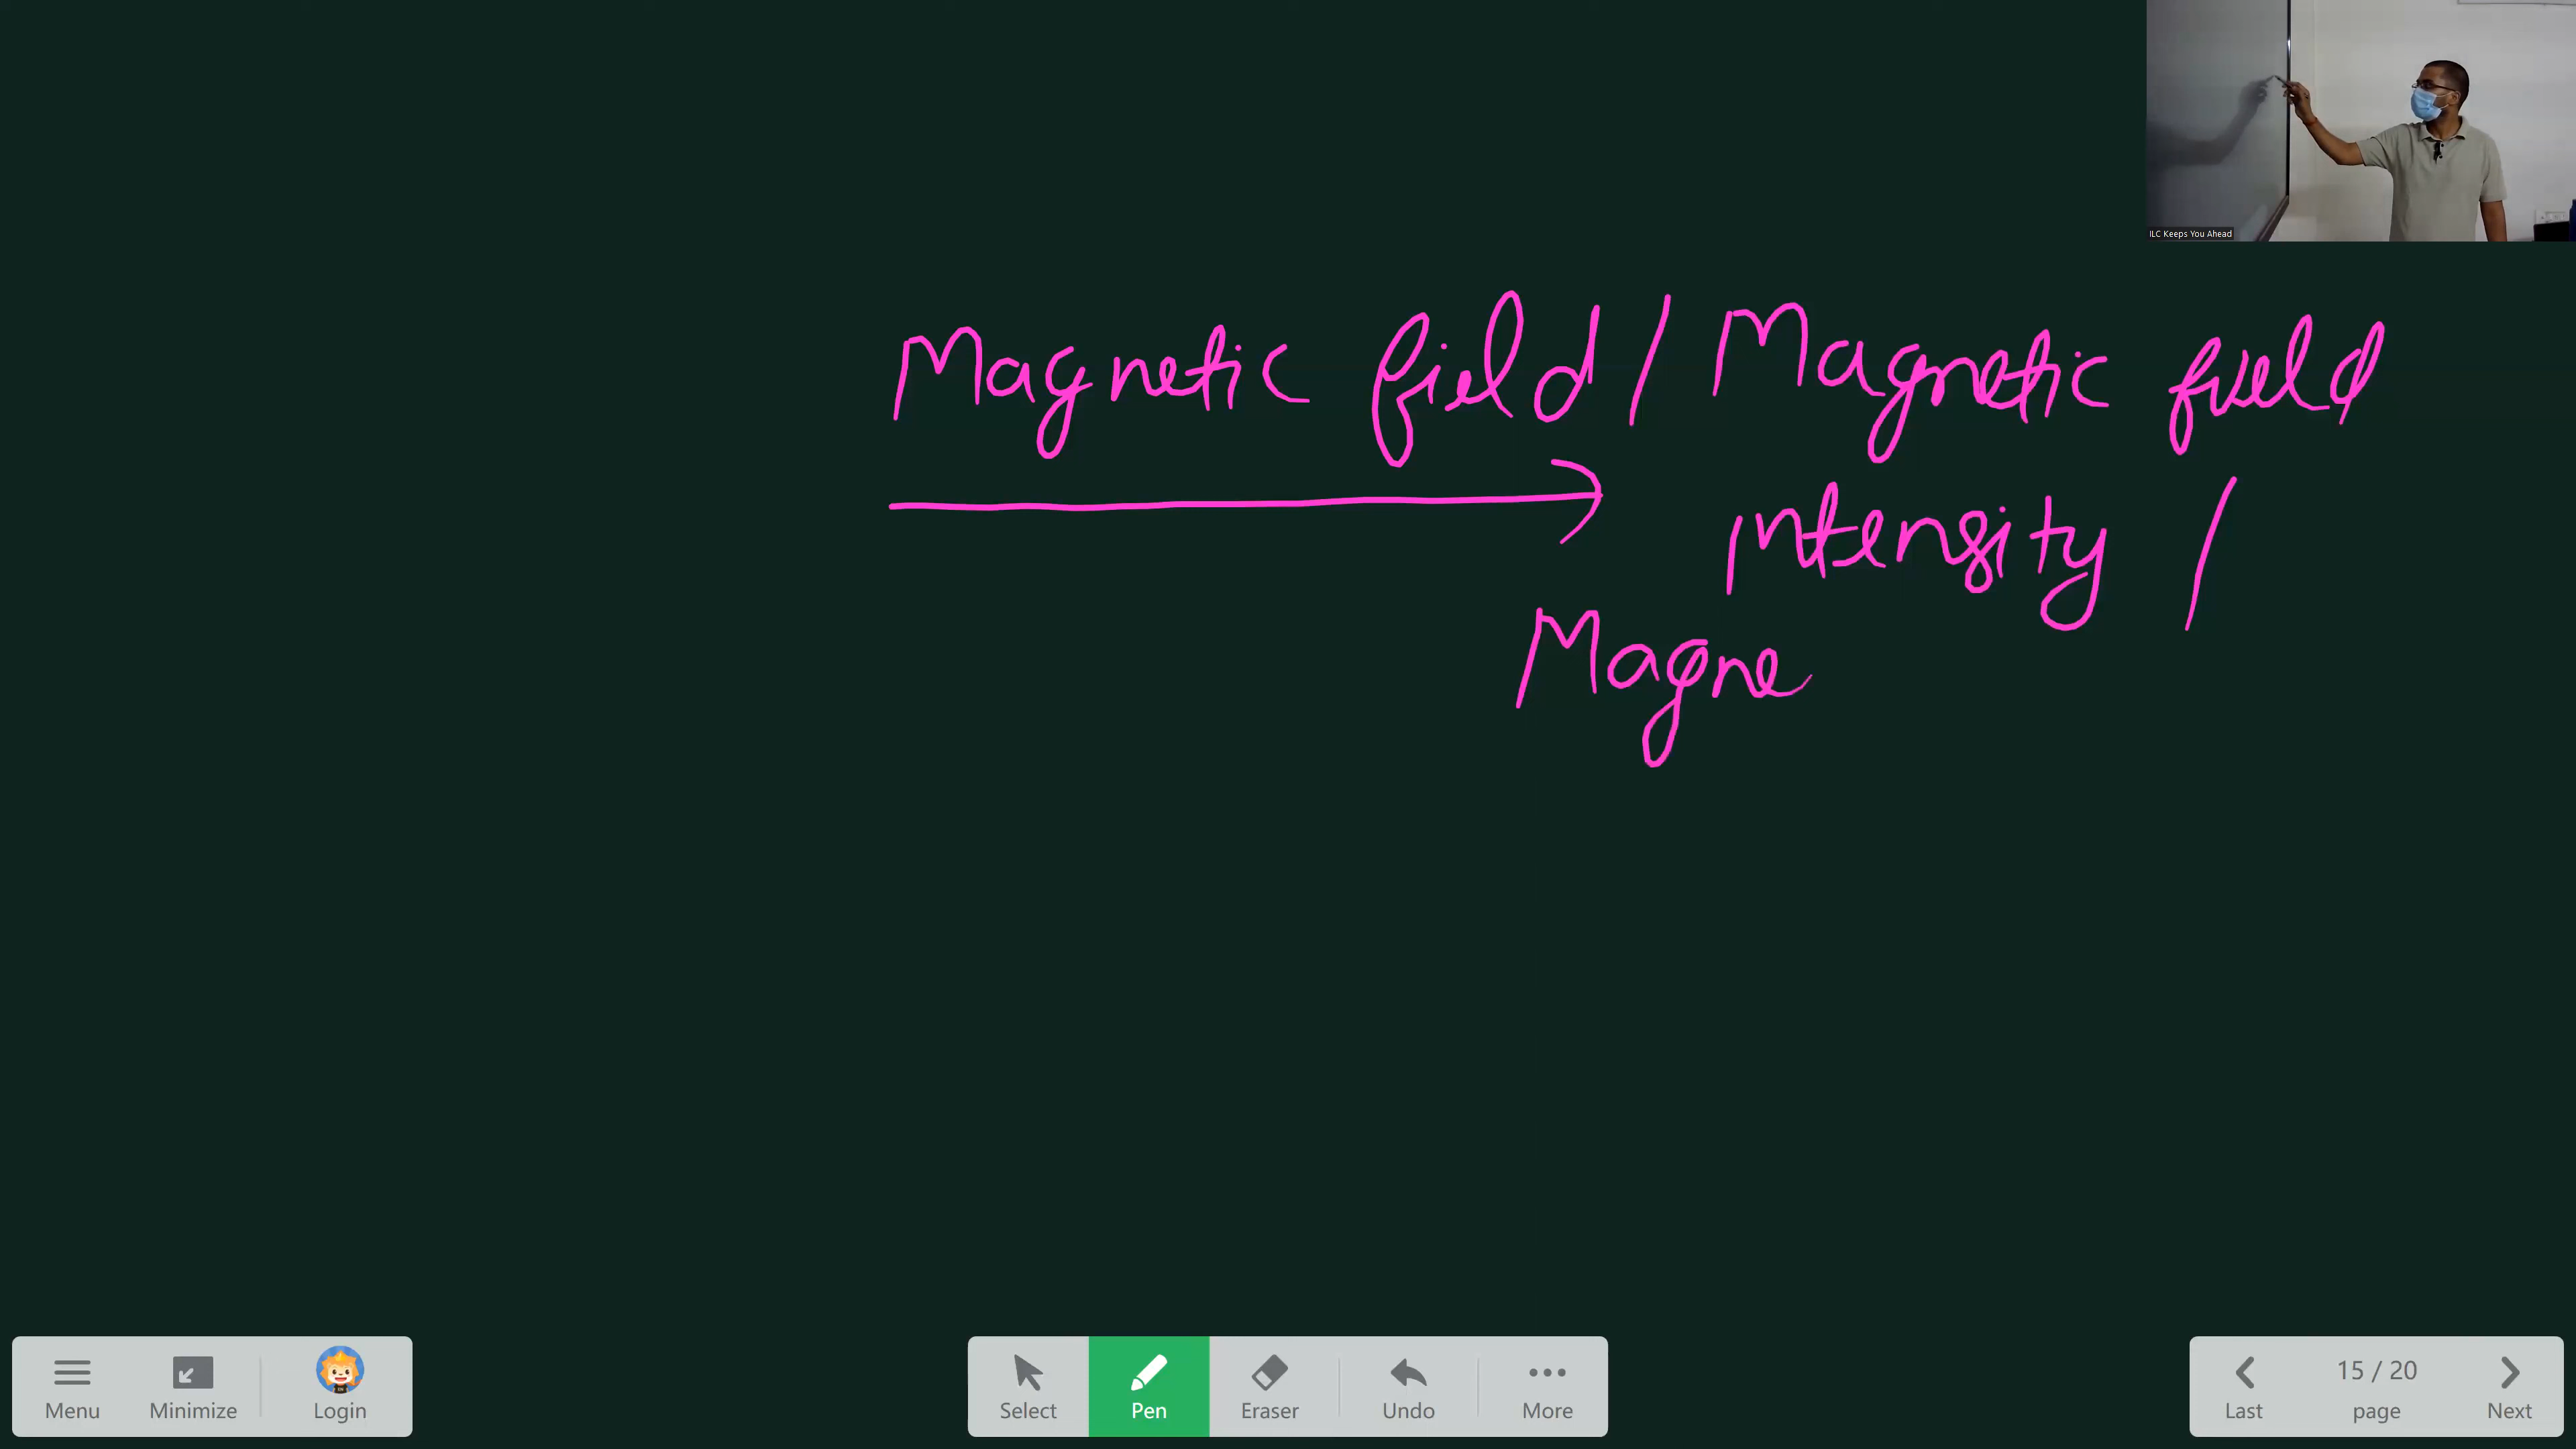 ILC Keeps You Ahead
Magnetic field / Magnetic field
intensity /
Magne
Menu Minimize Login
Select Pen Eraser Undo More
Last 15 / 20 page Next